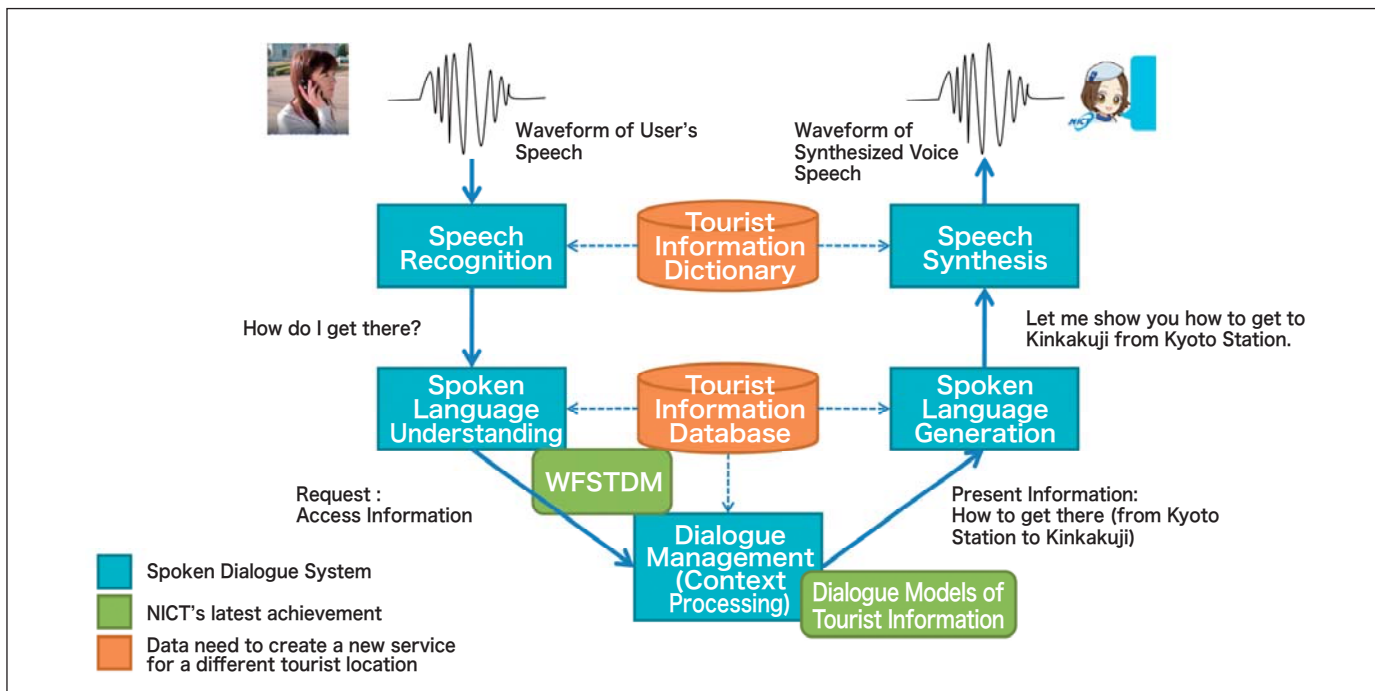 Waveform of User's
Speech
Waveform of
Synthesized Voice
Speech
NICT
Speech
Recognition
Tourist
Information
Dictionary
Speech
Synthesis
How do I get there?
Let me show you how to get to
Kinkakuji from Kyoto Station.
Spoken
Language
Understanding
Tourist
Information
Database
Spoken
Language
Generation
WFSTDM
Request :
Access Information
Present Information:
How to get there (from Kyoto
Station to Kinkakuji)
Dialogue
Management
(Context
Processing)
Dialogue Models of
Tourist Information
Spoken Dialogue System
NICT's latest achievement
Data need to create a new service
for a different tourist location